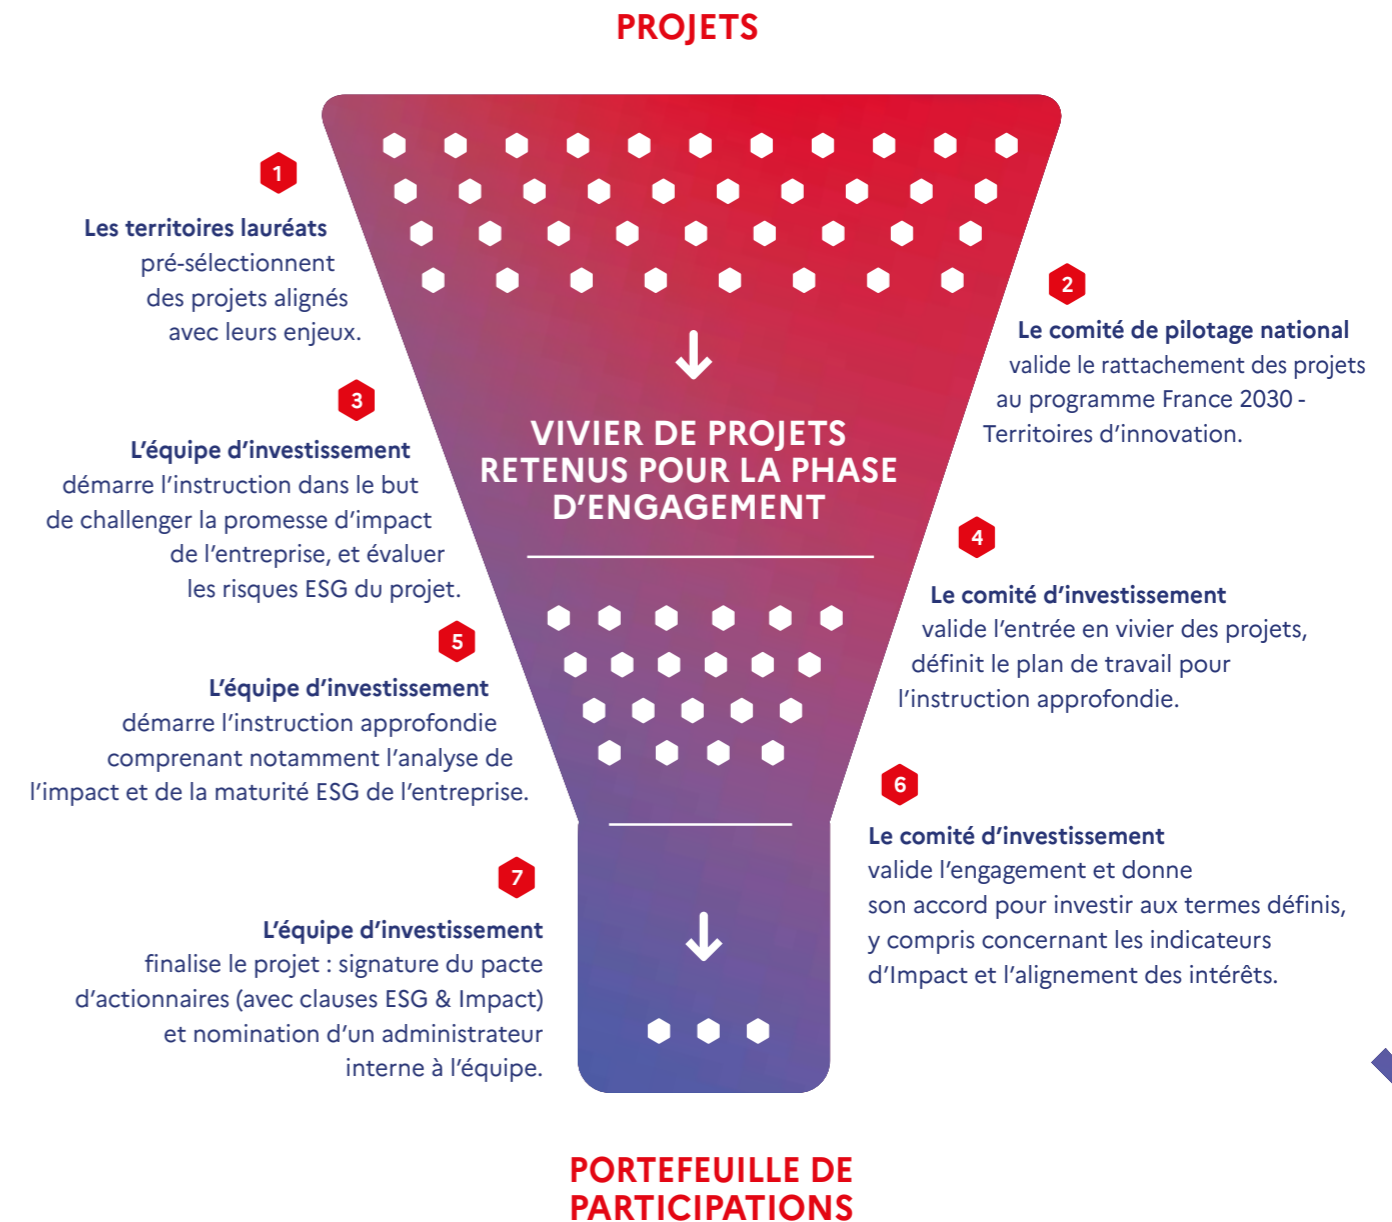 PROJETS
1
Les territoires lauréats
pré-sélectionnent
des projets alignés
avec leurs enjeux.
2
Le comité de pilotage national
valide le rattachement des projets
au programme France 2030 -
Territoires d’innovation.
3
L’équipe d’investissement
démarre l’instruction dans le but
de challenger la promesse d’impact
de l’entreprise, et évaluer
les risques ESG du projet.
VIVIER DE PROJETS
RETENUS POUR LA PHASE
D’ENGAGEMENT
4
Le comité d’investissement
valide l’entrée en vivier des projets,
définit le plan de travail pour
l’instruction approfondie.
5
L’équipe d’investissement
démarre l’instruction approfondie
comprenant notamment l’analyse de
l’impact et de la maturité ESG de l’entreprise.
6
Le comité d’investissement
valide l’engagement et donne
son accord pour investir aux termes définis,
y compris concernant les indicateurs
d’Impact et l’alignement des intérêts.
7
L’équipe d’investissement
finalise le projet : signature du pacte
d’actionnaires (avec clauses ESG & Impact)
et nomination d’un administrateur
interne à l’équipe.
PORTEFEUILLE DE
PARTICIPATIONS